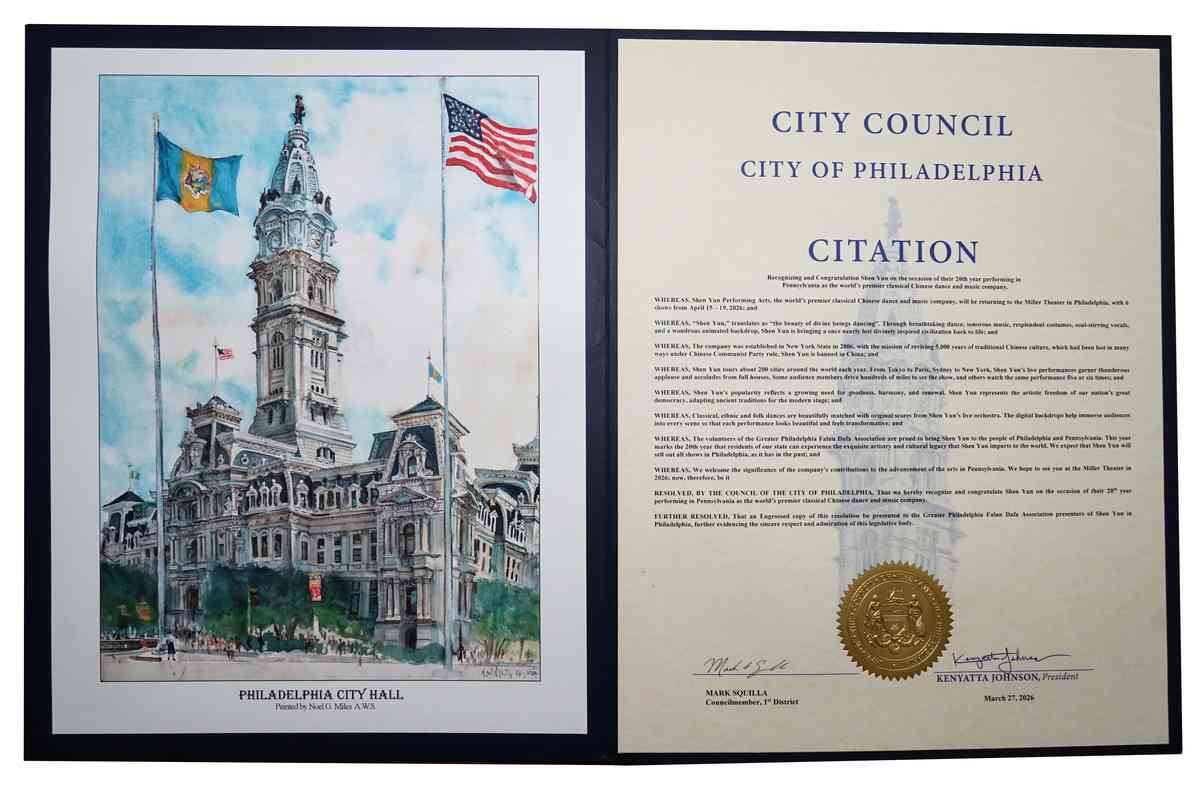 PHILADELPHIA CITY HALL
Painted by Noel G. Miles A.W.S.
CITY COUNCIL
CITY OF PHILADELPHIA
CITATION
Recognizing and Congratulation Shen Yun on the occasion of their 20th year performing in
Pennsylvania as the world's premier classical Chinese dance and music company.
WHEREAS, Shen Yun Performing Arts, the world's premier classical Chinese dance and music company, will be returning to the Miller Theater in Philadelphia, with 6
shows from April 15 – 19, 2026; and
WHEREAS, "Shen Yun," translates as "the beauty of divine beings dancing". Through breathtaking dance, sonorous music, resplendent costumes, soul-stirring vocals,
and a wondrous animated backdrop, Shen Yun is bringing a once nearly lost divinely inspired civilization back to life; and
WHEREAS, The company was established in New York State in 2006, with the mission of reviving 5,000 years of traditional Chinese culture, which had been lost in many
ways under Chinese Communist Party rule. Shen Yun is banned in China; and
WHEREAS, Shen Yun tours about 200 cities around the world each year. From Tokyo to Paris, Sydney to New York, Shen Yun's live performances garner thunderous
applause and accolades from full houses. Some audience members drive hundreds of miles to see the show, and others watch the same performance five or six times; and
WHEREAS, Shen Yun's popularity reflects a growing need for goodness, harmony, and renewal. Shen Yun represents the artistic freedom of our nation's great
democracy, adapting ancient traditions for the modern stage; and
WHEREAS, Classical, ethnic and folk dances are beautifully matched with original scores from Shen Yun's live orchestra. The digital backdrops help immerse audiences
into every scene so that each performance looks beautiful and feels transformative; and
WHEREAS, The volunteers of the Greater Philadelphia Falun Dafa Association are proud to bring Shen Yun to the people of Philadelphia and Pennsylvania. This year
marks the 20th year that residents of our state can experience the exquisite artistry and cultural legacy that Shen Yun imparts to the world. We expect that Shen Yun will
sell out all shows in Philadelphia, as it has in the past; and
WHEREAS, We welcome the significance of the company's contributions to the advancement of the arts in Pennsylvania. We hope to see you at the Miller Theater in
2026; now, therefore, be it
RESOLVED, BY THE COUNCIL OF THE CITY OF PHILADELPHIA, That we hereby recognize and congratulate Shen Yun on the occasion of their 20th year
performing in Pennsylvania as the world's premier classical Chinese dance and music company.
FURTHER RESOLVED, That an Engrossed copy of this resolution be presented to the Greater Philadelphia Falun Dafa Association presenters of Shen Yun in
Philadelphia, further evidencing the sincere respect and admiration of this legislative body.
Kenyatta Johnson
KENYATTA JOHNSON, President
MARK SQUILLA
Councilmember, 1st District
March 27, 2026